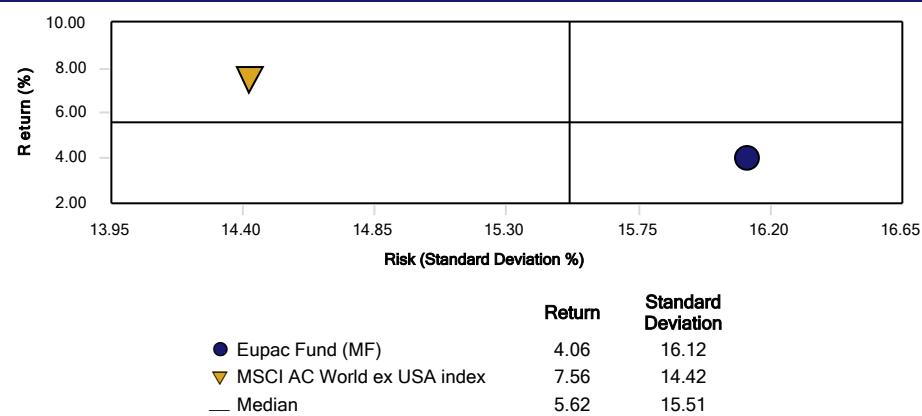 10.00
8.00
6.00
4.00
2.00
Return (%)
13.95 14.40 14.85 15.30 15.75 16.20 16.65
Risk (Standard Deviation %)
Return Standard Deviation
Eupac Fund (MF) 4.06 16.12
MSCI AC World ex USA index 7.56 14.42
Median 5.62 15.51